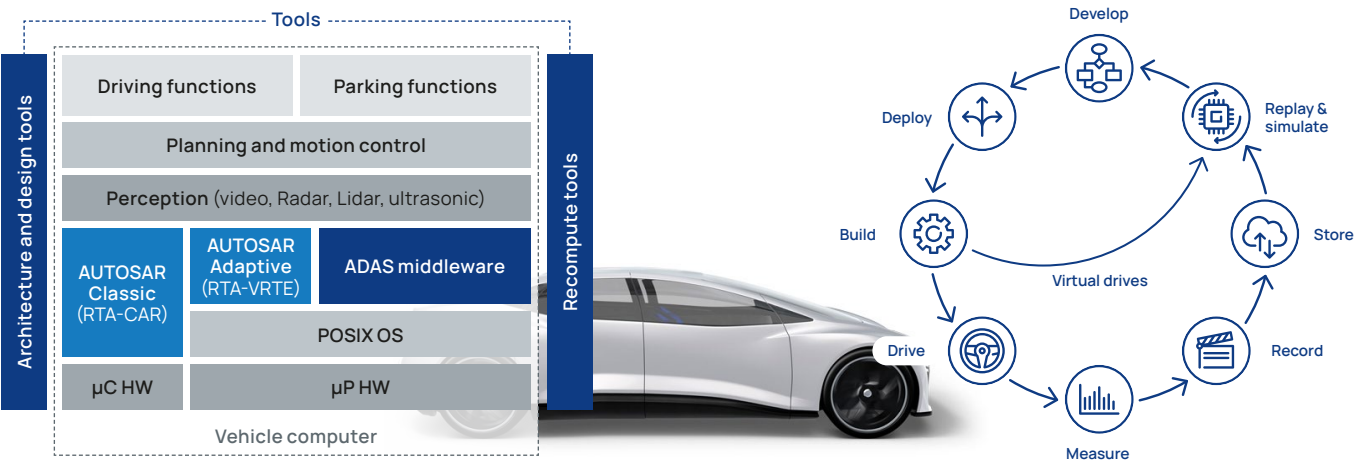 Tools
Architecture and design tools
Driving functions
Parking functions
Planning and motion control
Perception (video, Radar, Lidar, ultrasonic)
AUTOSAR
Classic
(RTA-CAR)
AUTOSAR
Adaptive
(RTA-VRTE)
ADAS middleware
POSIX OS
µC HW
µP HW
Vehicle computer
Recompute tools
Develop
Deploy
Replay &
simulate
Build
Store
Virtual drives
Drive
Record
Measure